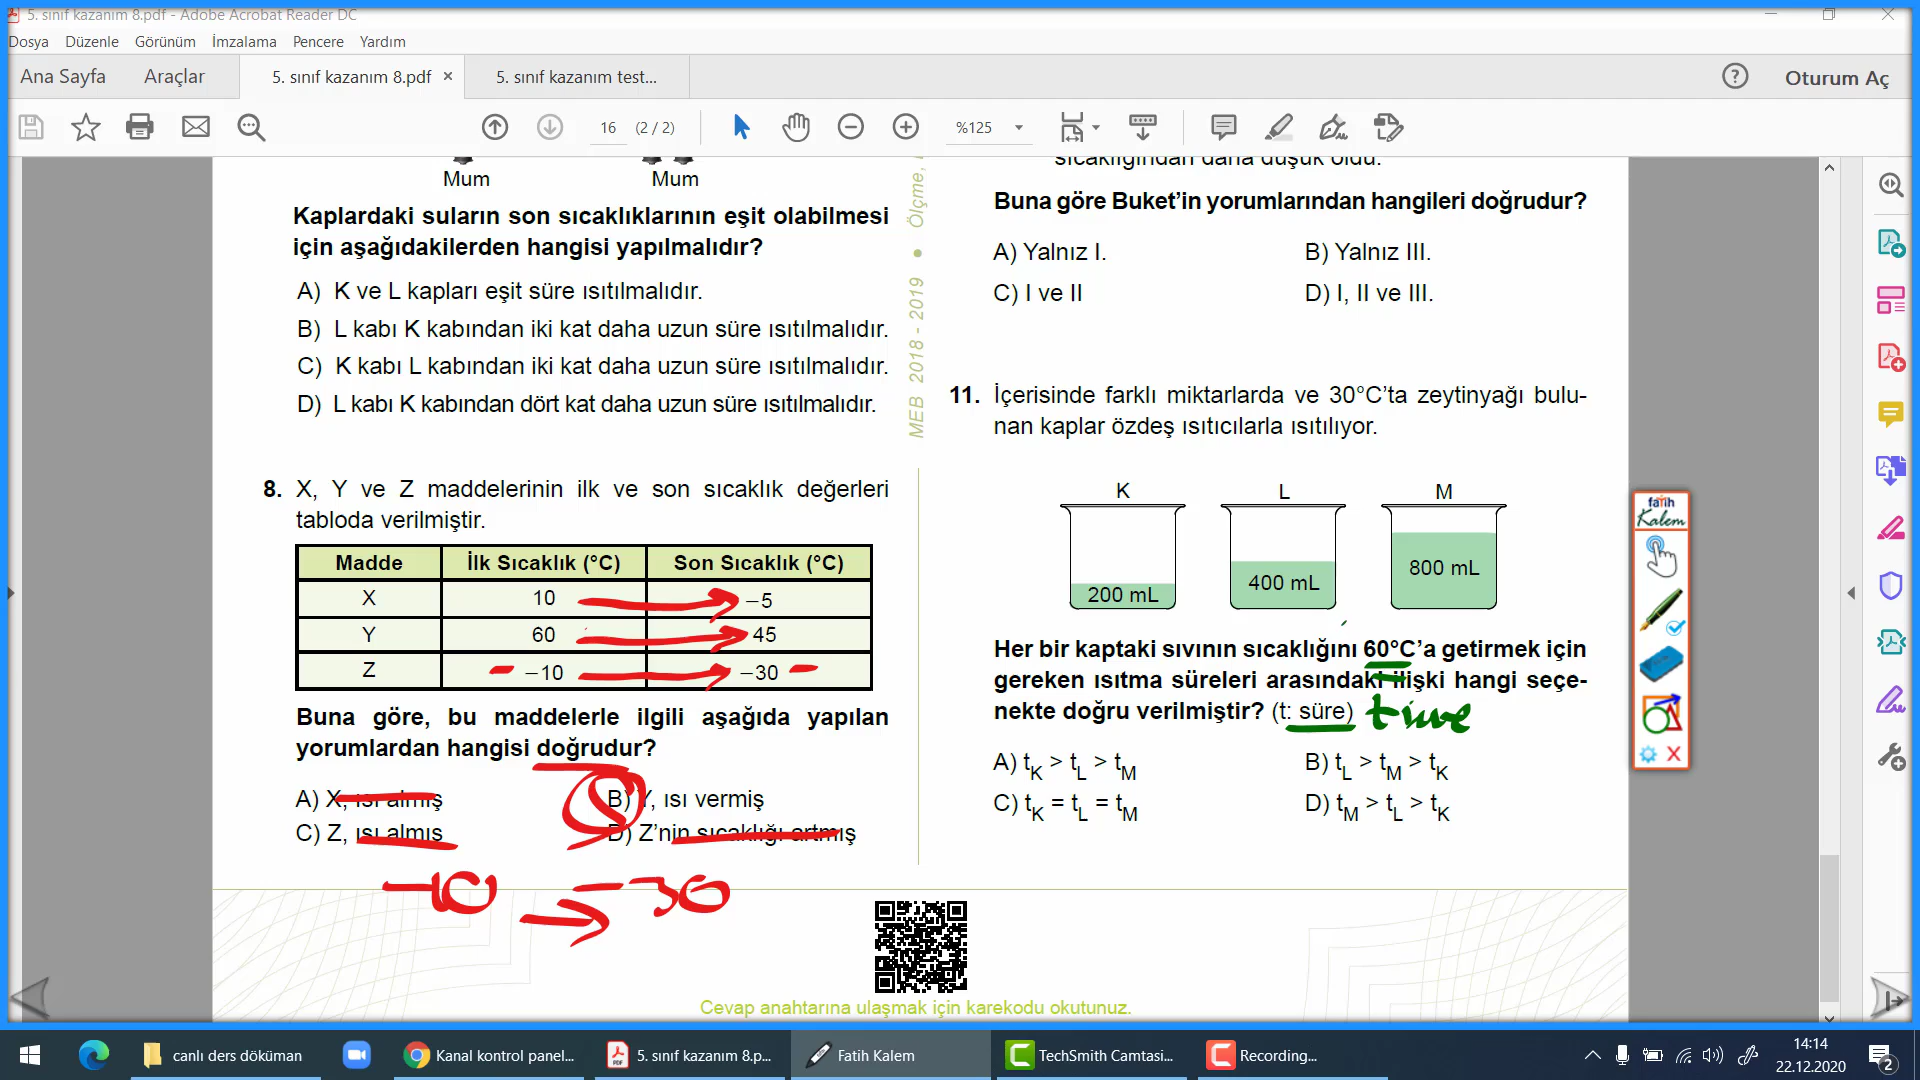 5. sınıf kazanım 8.pdf - Adobe Acrobat Reader DC
Dosya Düzenle Görünüm İmzalama Pencere Yardım
Ana Sayfa Araçlar 5. sınıf kazanım 8.pdf × 5. sınıf kazanım test... Oturum Aç
16 (2 / 2) %125
Mum Mum
Kaplardaki suların son sıcaklıklarının eşit olabilmesi
için aşağıdakilerden hangisi yapılmalıdır?
A) K ve L kapları eşit süre ısıtılmalıdır.
B) L kabı K kabından iki kat daha uzun süre ısıtılmalıdır.
C) K kabı L kabından iki kat daha uzun süre ısıtılmalıdır.
D) L kabı K kabından dört kat daha uzun süre ısıtılmalıdır.
8. X, Y ve Z maddelerinin ilk ve son sıcaklık değerleri
tabloda verilmiştir.
Madde İlk Sıcaklık (°C) Son Sıcaklık (°C)
X 10 –5
Y 60 45
Z –10 –30
Buna göre, bu maddelerle ilgili aşağıda yapılan
yorumlardan hangisi doğrudur?
A) X, ısı almış B) Y, ısı vermiş
C) Z, ısı almış D) Z'nin sıcaklığı artmış
-10 → -30
MEB 2018 - 2019 • Ölçme,
sıcaklığından daha düşük oldu.
Buna göre Buket'in yorumlarından hangileri doğrudur?
A) Yalnız I. B) Yalnız III.
C) I ve II D) I, II ve III.
11. İçerisinde farklı miktarlarda ve 30°C'ta zeytinyağı bulu-
nan kaplar özdeş ısıtıcılarla ısıtılıyor.
K L M
200 mL 400 mL 800 mL
Her bir kaptaki sıvının sıcaklığını 60°C'a getirmek için
gereken ısıtma süreleri arasındaki ilişki hangi seçe-
nekte doğru verilmiştir? (t: süre) time
A) tK > tL > tM B) tL > tM > tK
C) tK = tL = tM D) tM > tL > tK
fatih
Kalem
Cevap anahtarına ulaşmak için karekodu okutunuz.
canlı ders döküman Kanal kontrol panel... 5. sınıf kazanım 8.p... Fatih Kalem TechSmith Camtasi... Recording...
14:14
22.12.2020
2